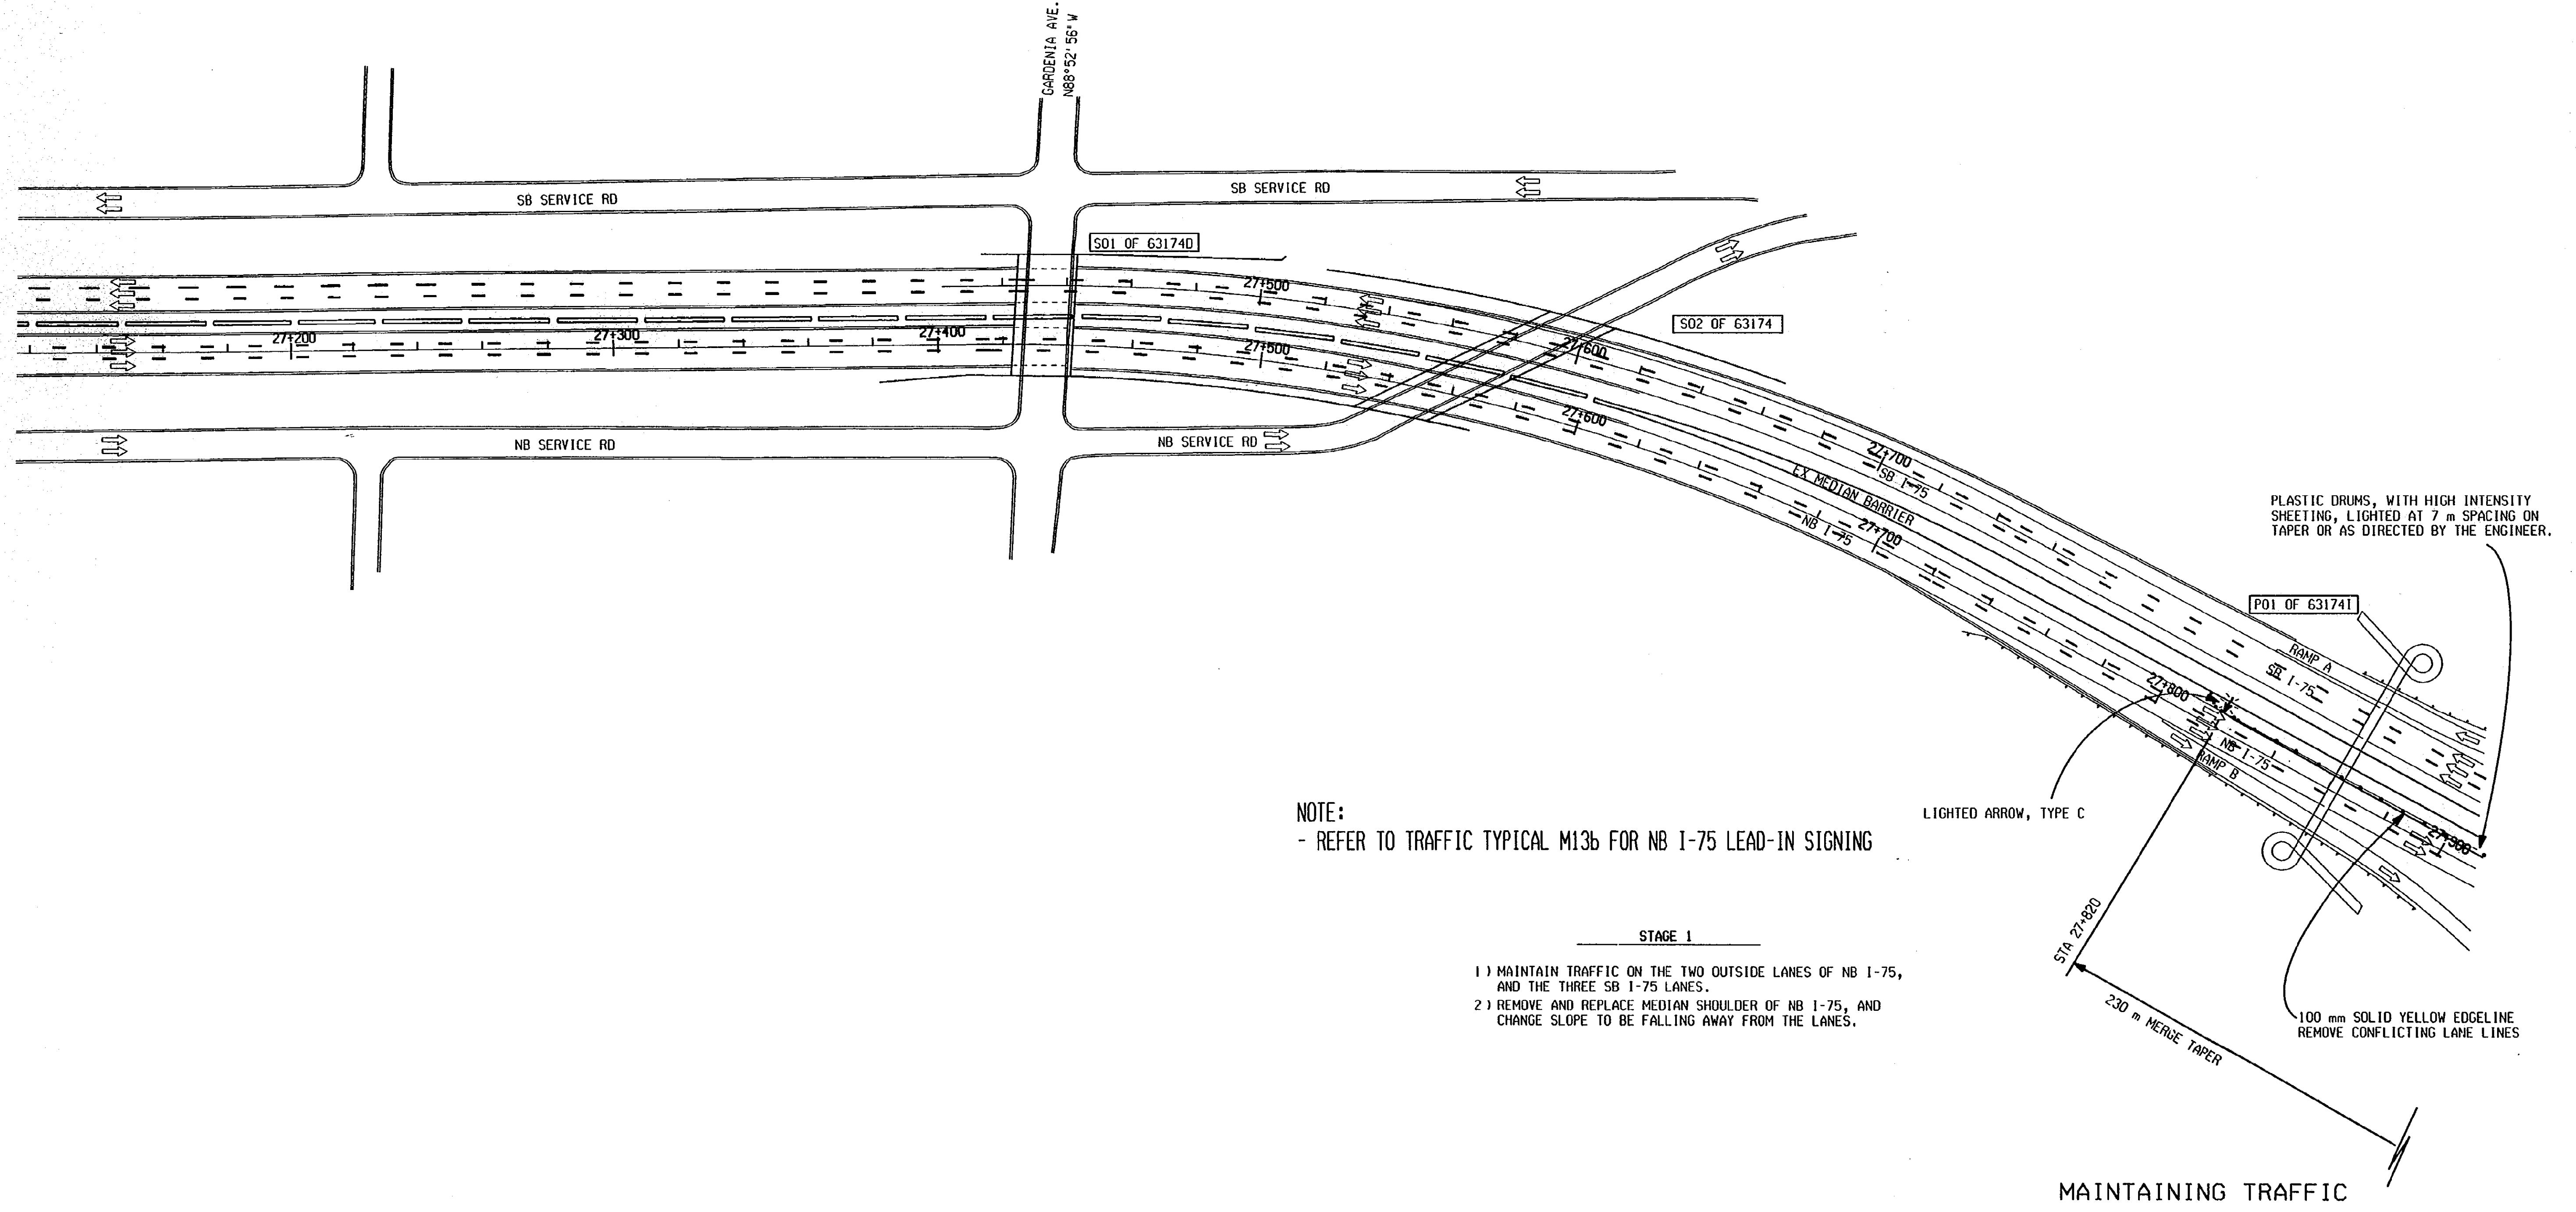 GARDENIA AVE.
N88°52'56"W
SB SERVICE RD
SB SERVICE RD
S01 OF 63174D
27+500
S02 OF 63174
27+200
27+300
27+400
27+500
27+600
27+600
NB SERVICE RD
NB SERVICE RD
27+700
SB I-75
EX MEDIAN BARRIER
27+700
NB I-75
PLASTIC DRUMS, WITH HIGH INTENSITY
SHEETING, LIGHTED AT 7 m SPACING ON
TAPER OR AS DIRECTED BY THE ENGINEER.
P01 OF 63174I
RAMP A
SB I-75
27+800
NB I-75
RAMP B
27+900
LIGHTED ARROW, TYPE C
NOTE:
- REFER TO TRAFFIC TYPICAL M13b FOR NB I-75 LEAD-IN SIGNING
STAGE 1
1) MAINTAIN TRAFFIC ON THE TWO OUTSIDE LANES OF NB I-75,
AND THE THREE SB I-75 LANES.
2) REMOVE AND REPLACE MEDIAN SHOULDER OF NB I-75, AND
CHANGE SLOPE TO BE FALLING AWAY FROM THE LANES.
STA 27+820
230 m MERGE TAPER
100 mm SOLID YELLOW EDGELINE
REMOVE CONFLICTING LANE LINES
MAINTAINING TRAFFIC